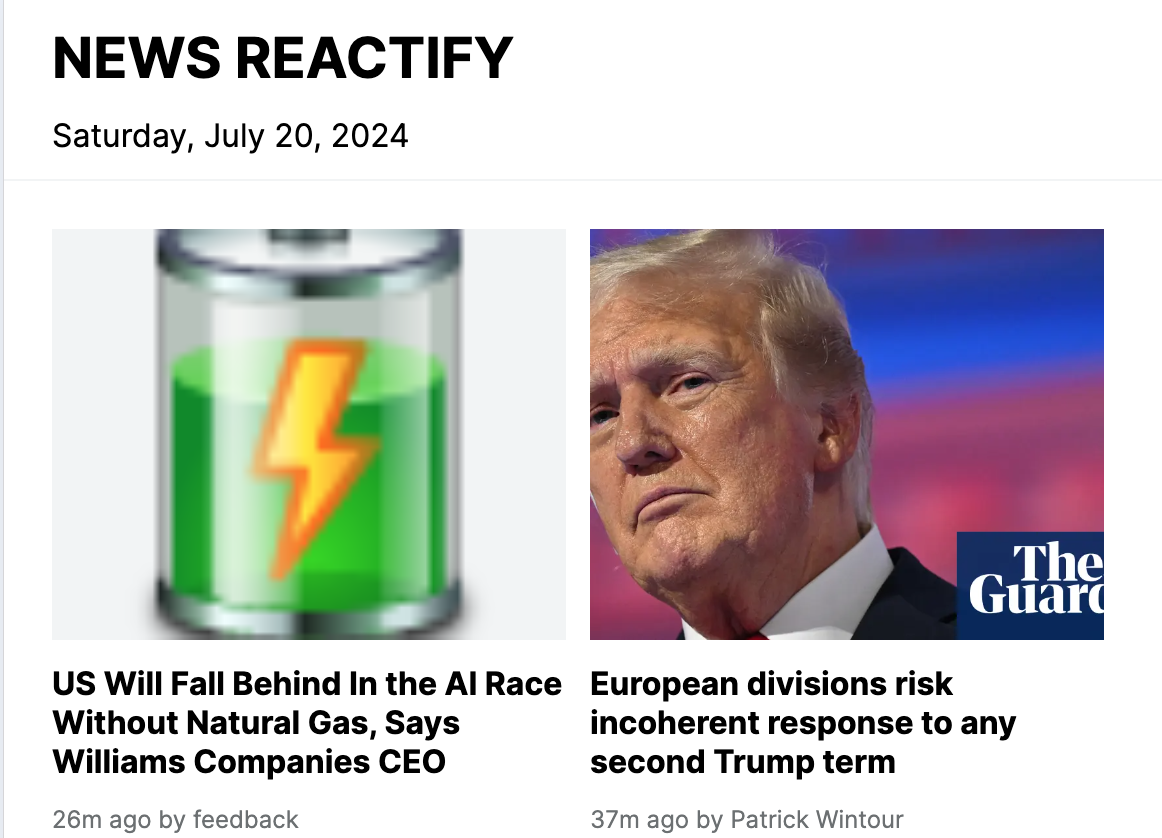 NEWS REACTIFY
Saturday, July 20, 2024
The
Guard
US Will Fall Behind In the AI Race
Without Natural Gas, Says
Williams Companies CEO
26m ago by feedback
European divisions risk
incoherent response to any
second Trump term
37m ago by Patrick Wintour